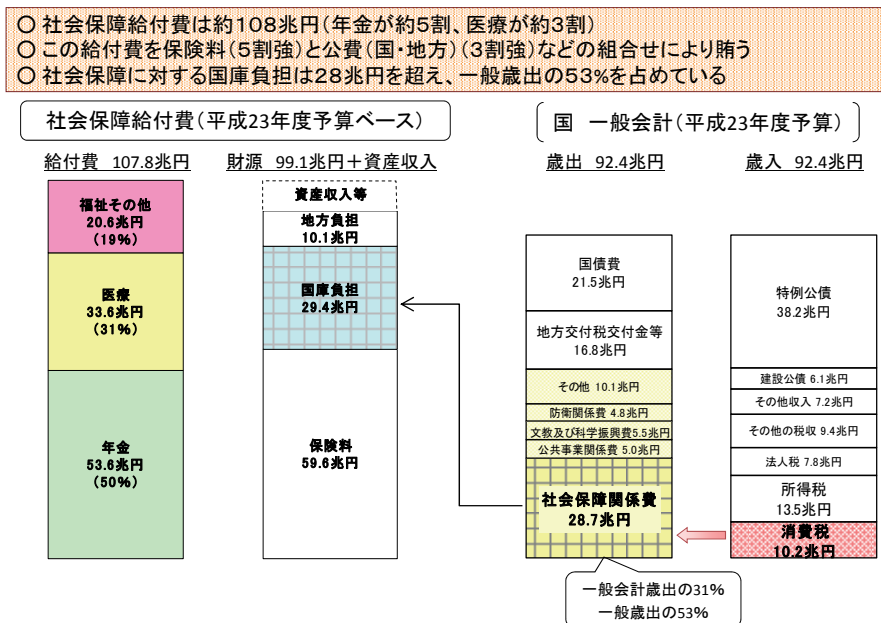 ○ 社会保障給付費は約108兆円(年金が約5割、医療が約3割)
○ この給付費を保険料(5割強)と公費(国・地方)(3割強)などの組合せにより賄う
○ 社会保障に対する国庫負担は28兆円を超え、一般歳出の53%を占めている
社会保障給付費(平成23年度予算ベース)
給付費 107.8兆円
財源 99.1兆円+資産収入
福祉その他
20.6兆円
(19%)
医療
33.6兆円
(31%)
年金
53.6兆円
(50%)
資産収入等
地方負担
10.1兆円
国庫負担
29.4兆円
保険料
59.6兆円
国 一般会計(平成23年度予算)
歳出 92.4兆円
歳入 92.4兆円
国債費
21.5兆円
地方交付税交付金等
16.8兆円
その他 10.1兆円
防衛関係費 4.8兆円
文教及び科学振興費5.5兆円
公共事業関係費 5.0兆円
社会保障関係費
28.7兆円
特例公債
38.2兆円
建設公債 6.1兆円
その他収入 7.2兆円
その他の税収 9.4兆円
法人税 7.8兆円
所得税
13.5兆円
消費税
10.2兆円
一般会計歳出の31%
一般歳出の53%